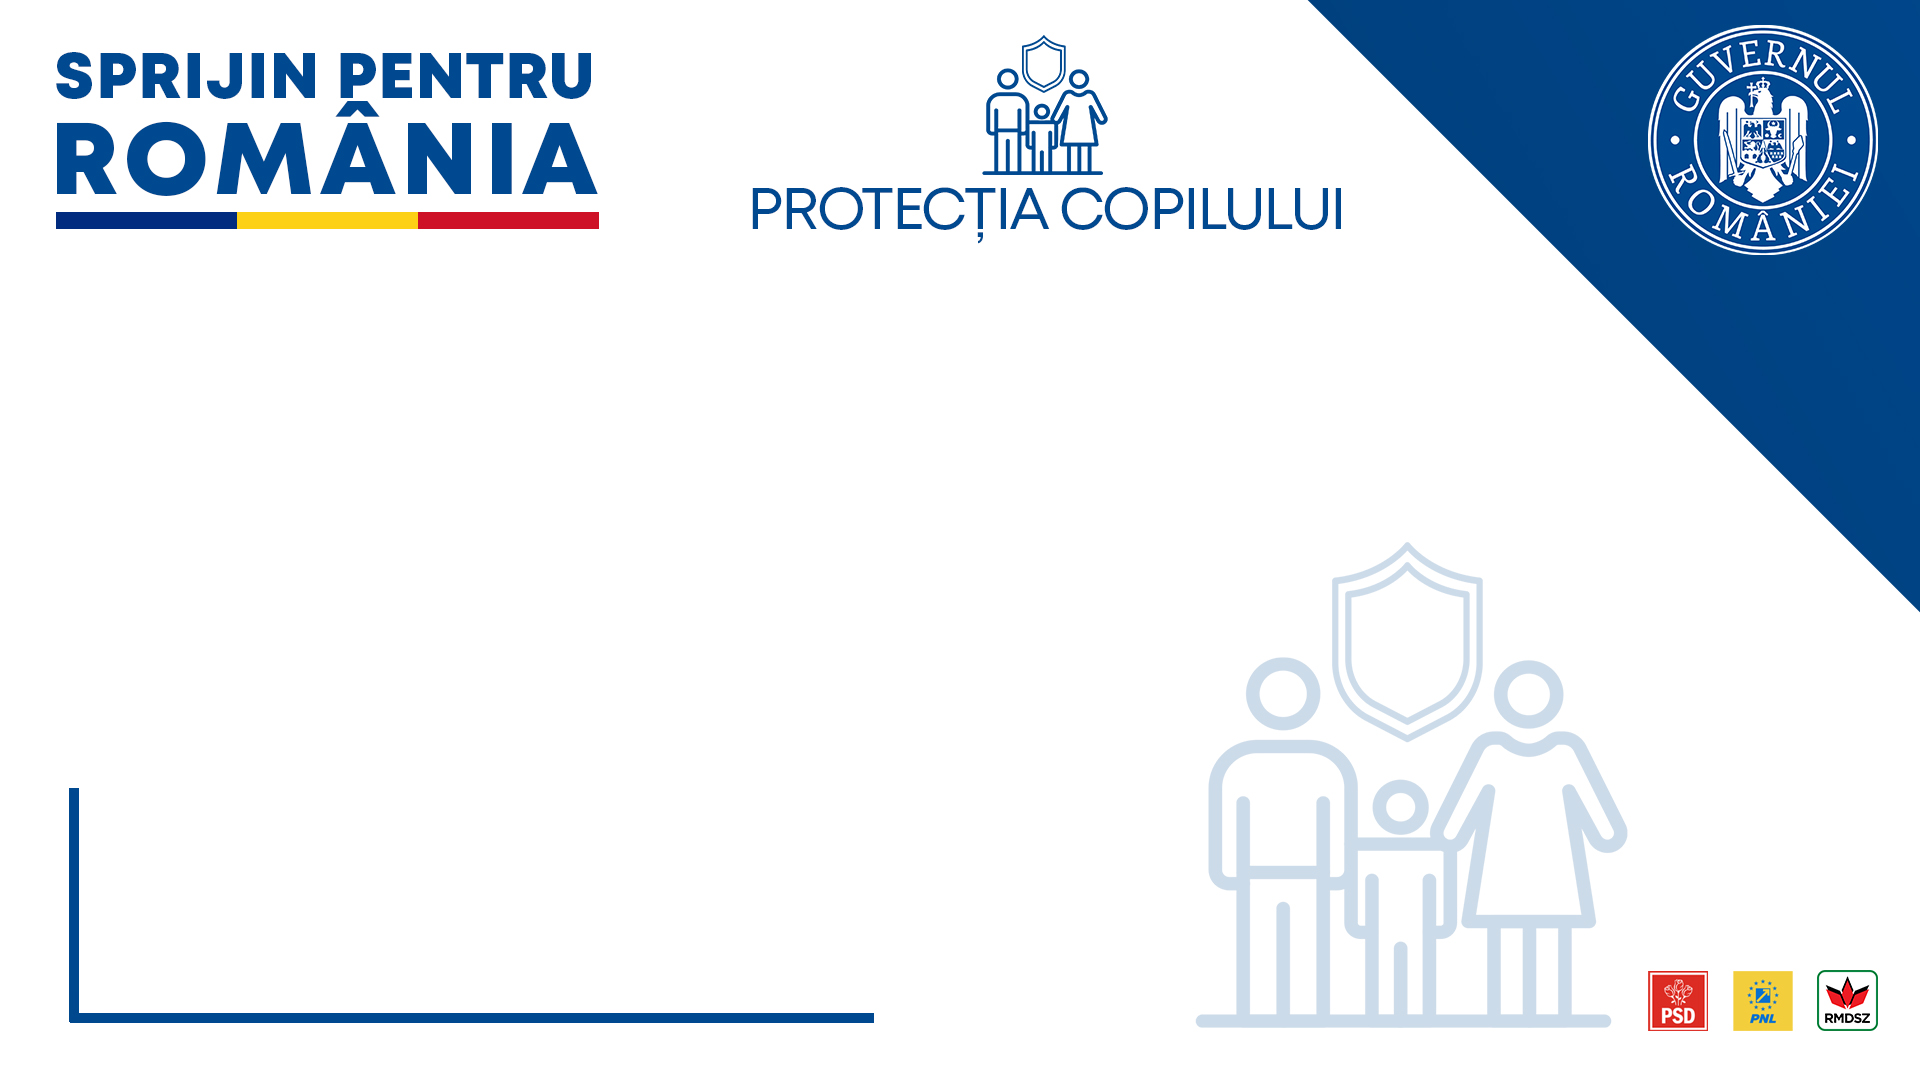 SPRIJIN PENTRU
ROMÂNIA
PROTECȚIA COPILULUI
GUVERNUL
ROMÂNIEI
PSD
PNL
RMDSZ